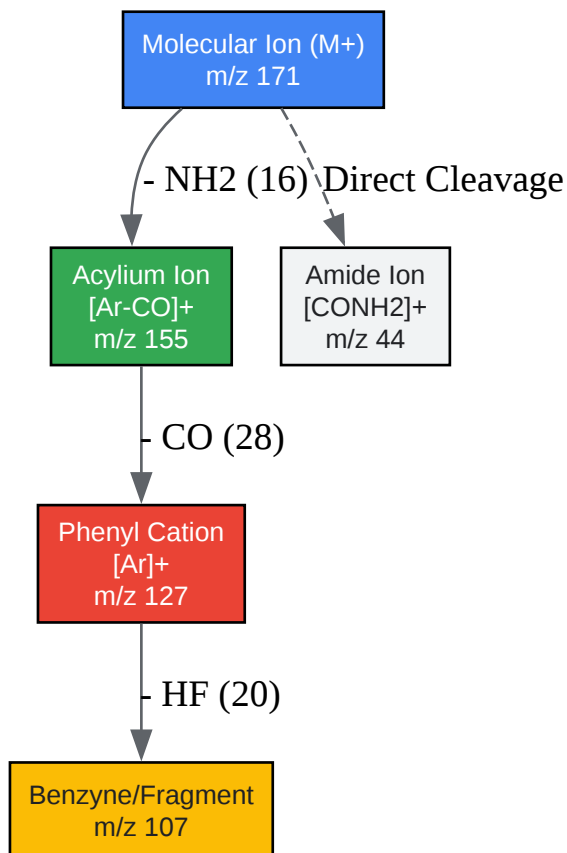 Molecular Ion (M+)
m/z 171
- NH2 (16)
Direct Cleavage
Acylium Ion
[Ar-CO]+
m/z 155
Amide Ion
[CONH2]+
m/z 44
- CO (28)
Phenyl Cation
[Ar]+
m/z 127
- HF (20)
Benzyne/Fragment
m/z 107